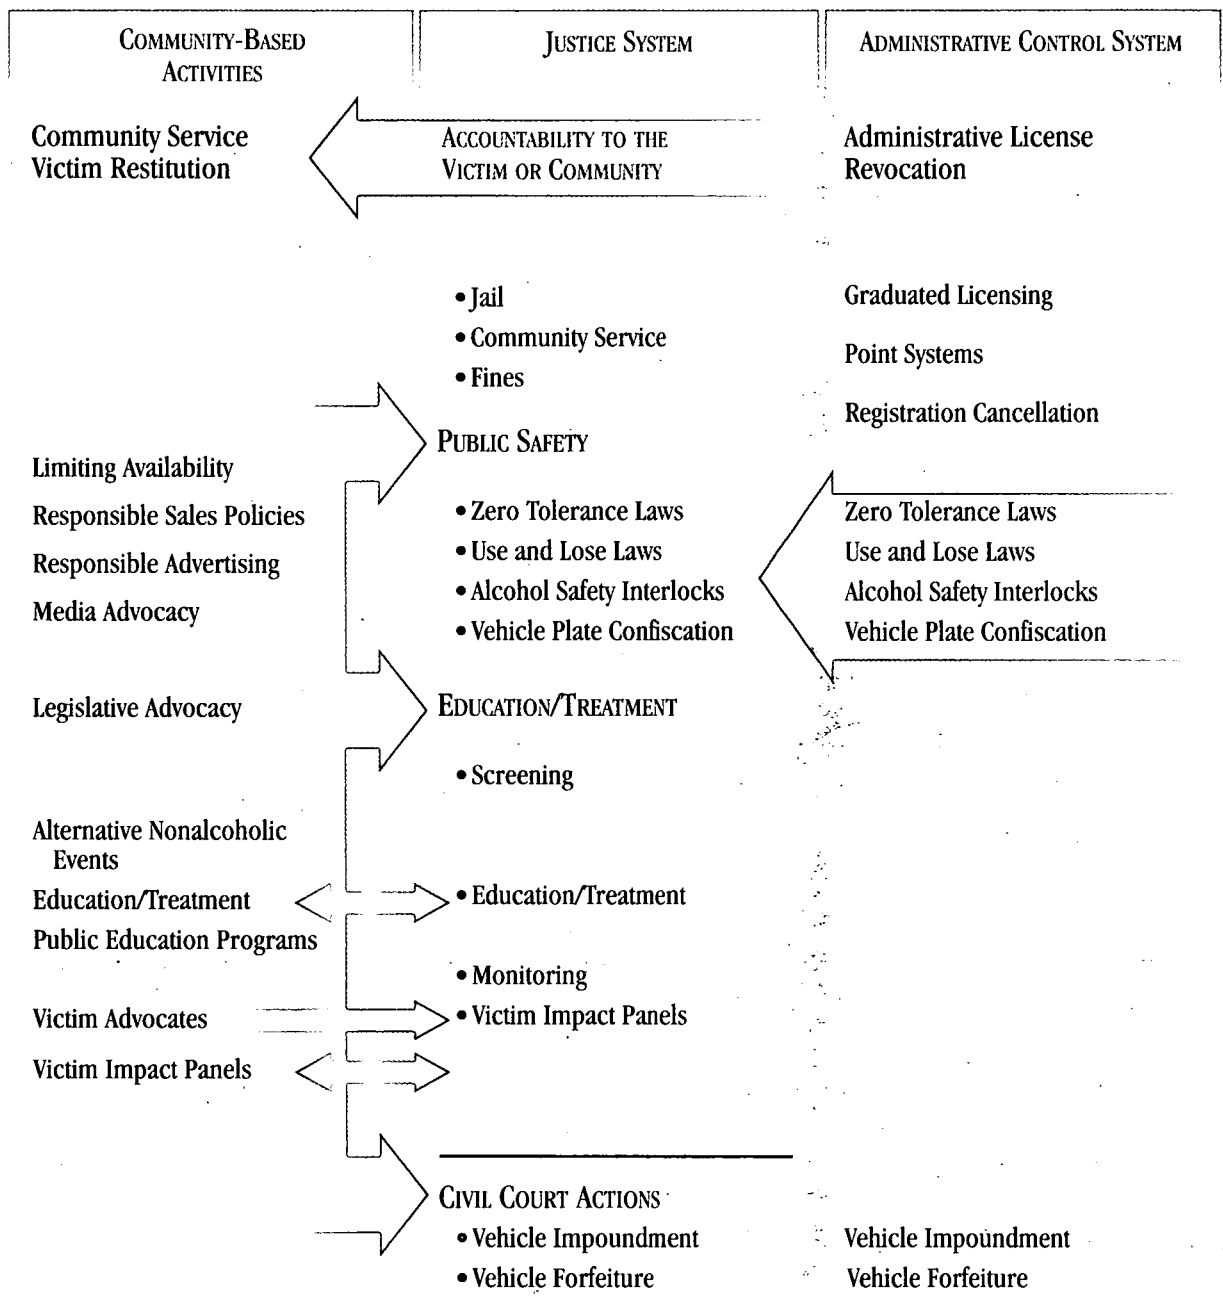 COMMUNITY-BASED
ACTIVITIES
JUSTICE SYSTEM
ADMINISTRATIVE CONTROL SYSTEM
Community Service
Victim Restitution
ACCOUNTABILITY TO THE
VICTIM OR COMMUNITY
Administrative License
Revocation
• Jail
• Community Service
• Fines
Graduated Licensing
Point Systems
Registration Cancellation
PUBLIC SAFETY
Limiting Availability
Responsible Sales Policies
Responsible Advertising
Media Advocacy
• Zero Tolerance Laws
• Use and Lose Laws
• Alcohol Safety Interlocks
• Vehicle Plate Confiscation
Zero Tolerance Laws
Use and Lose Laws
Alcohol Safety Interlocks
Vehicle Plate Confiscation
Legislative Advocacy
EDUCATION/TREATMENT
• Screening
Alternative Nonalcoholic
Events
Education/Treatment
Public Education Programs
• Education/Treatment
• Monitoring
Victim Advocates
• Victim Impact Panels
Victim Impact Panels
CIVIL COURT ACTIONS
• Vehicle Impoundment
• Vehicle Forfeiture
Vehicle Impoundment
Vehicle Forfeiture